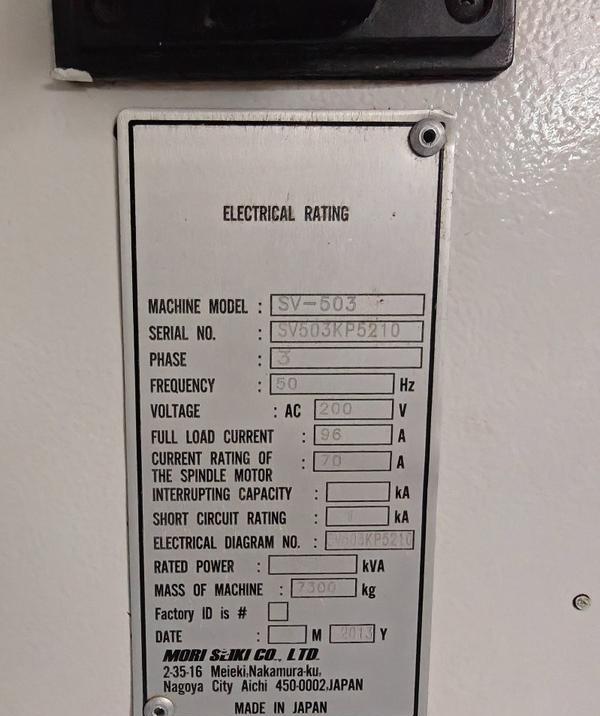 ELECTRICAL RATING
MACHINE MODEL : SV-503
SERIAL NO. : SV503KP5210
PHASE : 3
FREQUENCY : 50 Hz
VOLTAGE : AC 200 V
FULL LOAD CURRENT : 96 A
CURRENT RATING OF
THE SPINDLE MOTOR : 70 A
INTERRUPTING CAPACITY : kA
SHORT CIRCUIT RATING : kA
ELECTRICAL DIAGRAM NO. : SV503KP5210
RATED POWER : kVA
MASS OF MACHINE : 7300 kg
Factory ID is #
DATE : M 2013 Y
MORI SEIKI CO., LTD.
2-35-16 Meieki,Nakamura-ku,
Nagoya City Aichi 450-0002,JAPAN
MADE IN JAPAN